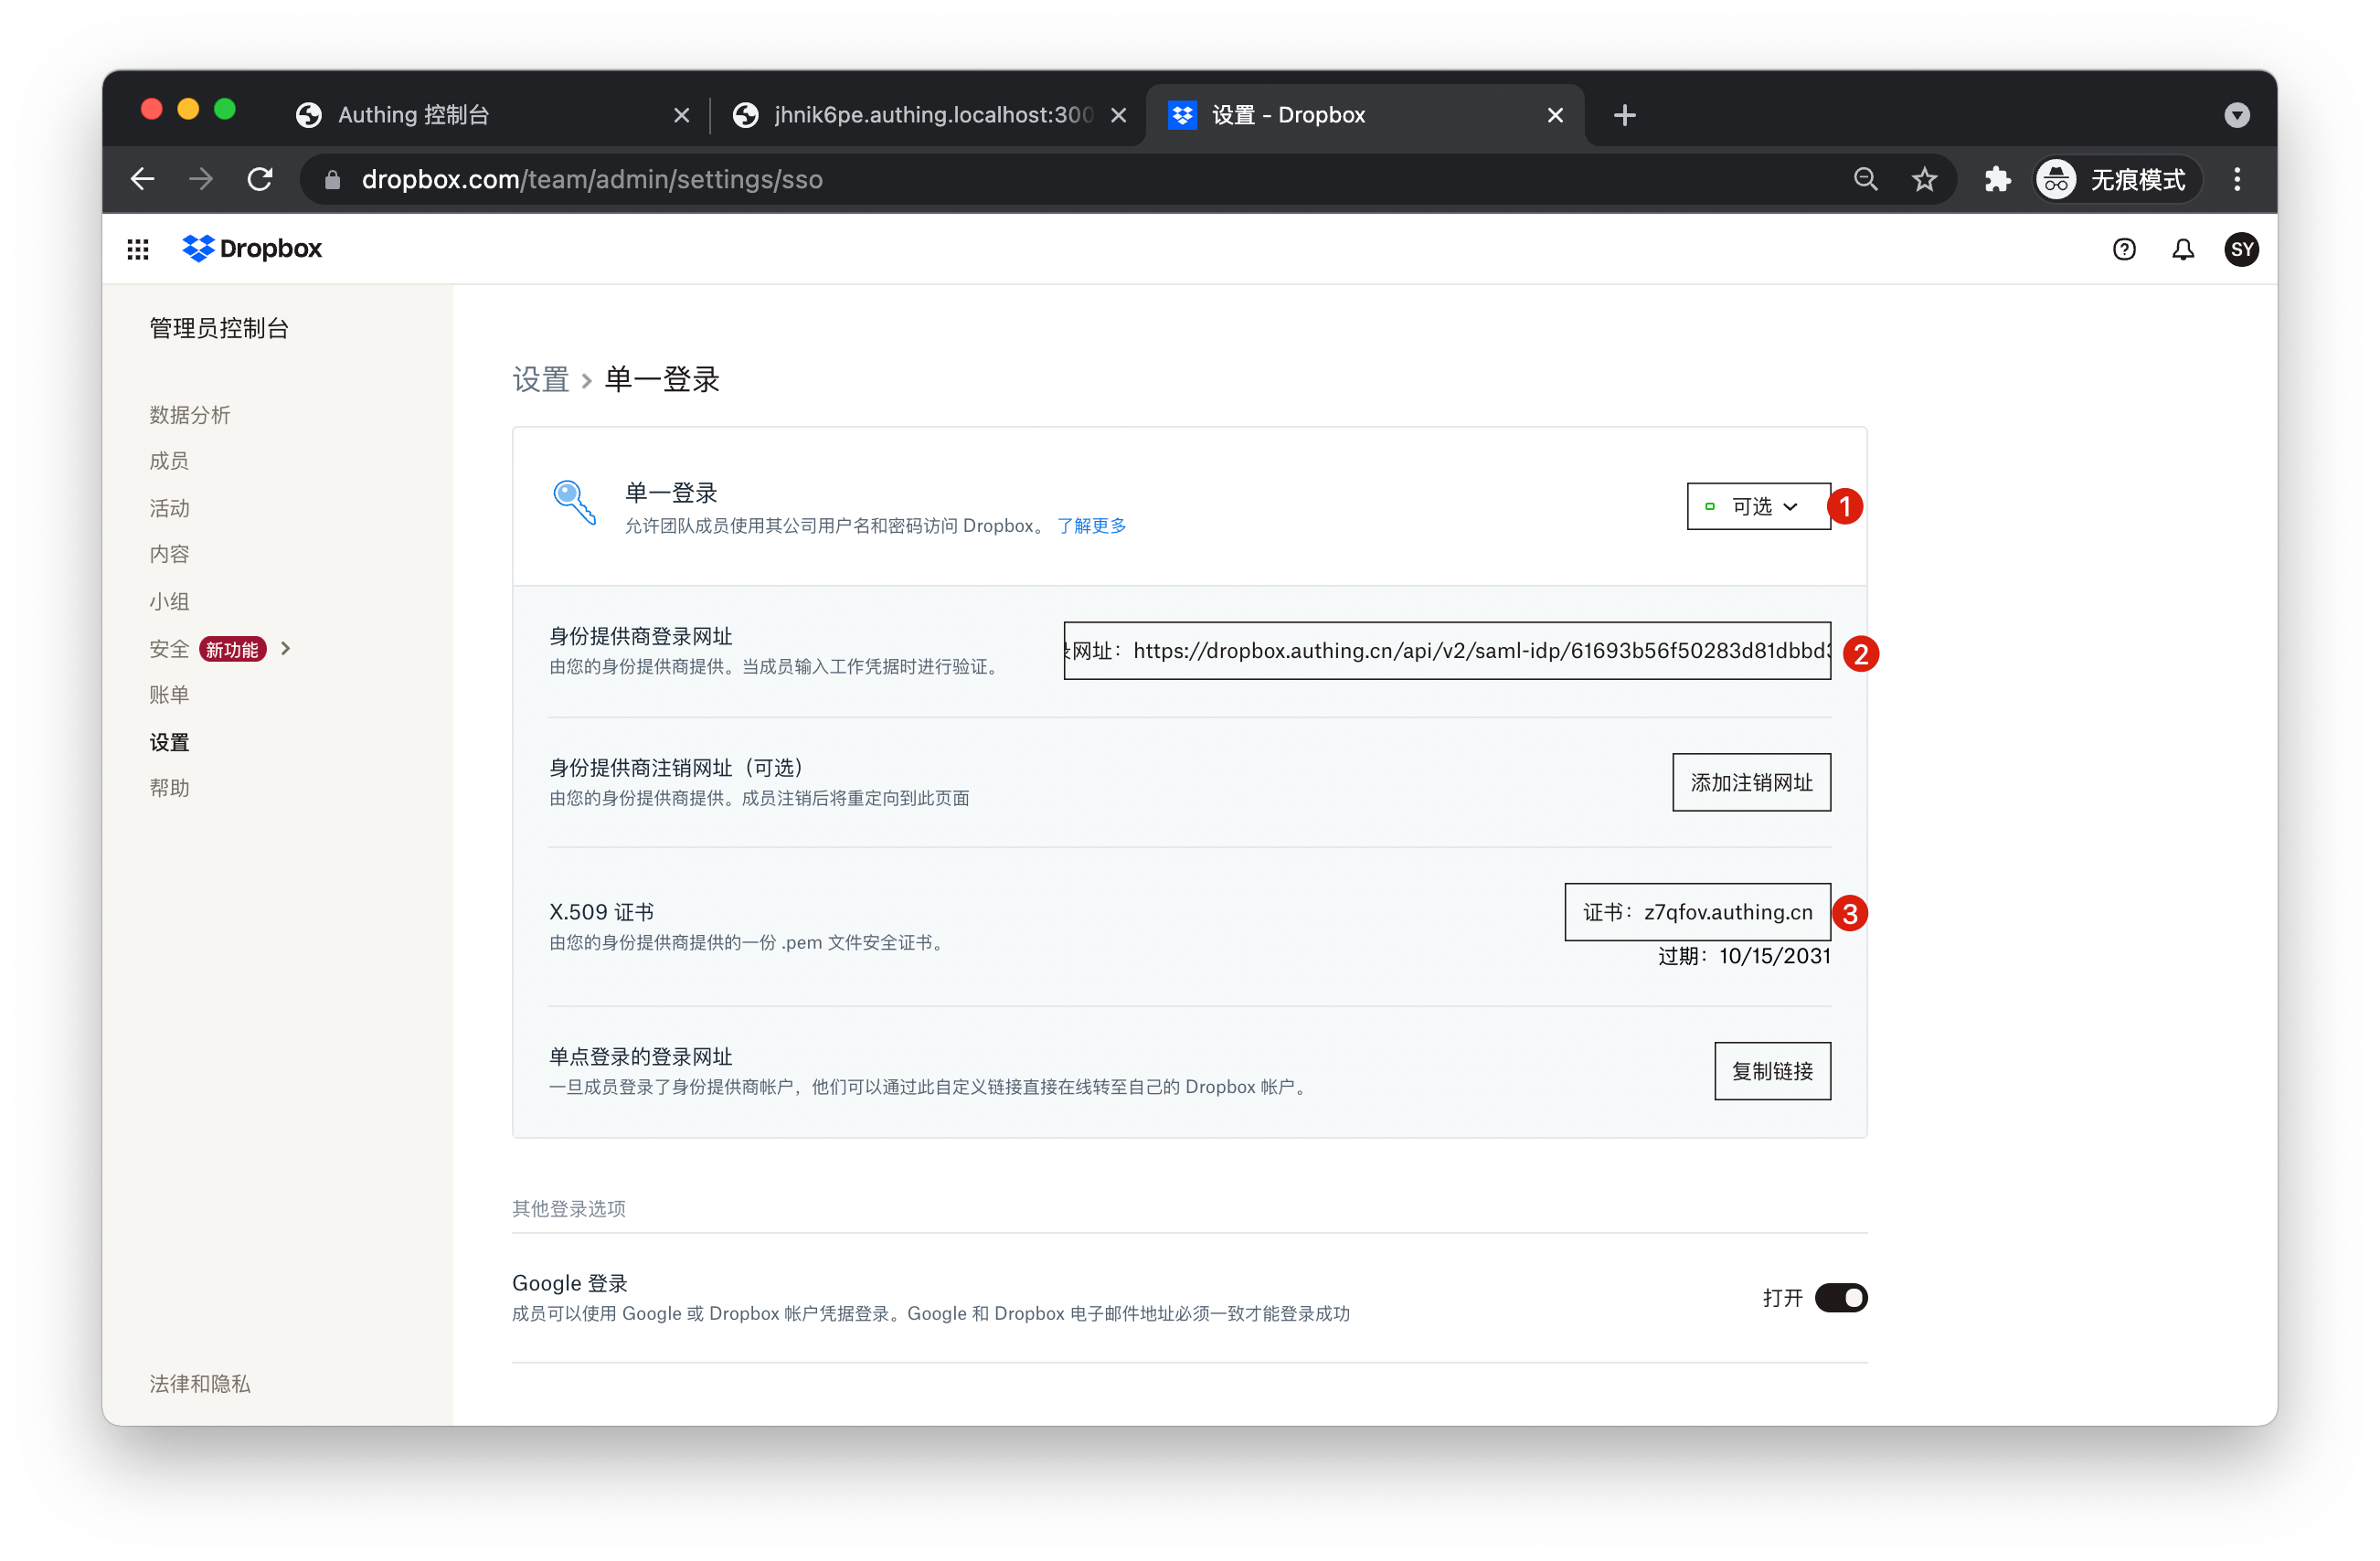 Authing 控制台
jhnik6pe.authing.localhost:300
设置 - Dropbox
dropbox.com/team/admin/settings/sso
无痕模式
Dropbox
SY
管理员控制台
数据分析
成员
活动
内容
小组
安全 新功能
账单
设置
帮助
法律和隐私
设置 > 单一登录
单一登录
允许团队成员使用其公司用户名和密码访问 Dropbox。 了解更多
可选
1
身份提供商登录网址
由您的身份提供商提供。当成员输入工作凭据时进行验证。
网址：https://dropbox.authing.cn/api/v2/saml-idp/61693b56f50283d81dbbd
2
身份提供商注销网址（可选）
由您的身份提供商提供。成员注销后将重定向到此页面
添加注销网址
X.509 证书
由您的身份提供商提供的一份 .pem 文件安全证书。
证书：z7qfov.authing.cn
3
过期：10/15/2031
单点登录的登录网址
一旦成员登录了身份提供商帐户，他们可以通过此自定义链接直接在线转至自己的 Dropbox 帐户。
复制链接
其他登录选项
Google 登录
成员可以使用 Google 或 Dropbox 帐户凭据登录。Google 和 Dropbox 电子邮件地址必须一致才能登录成功
打开